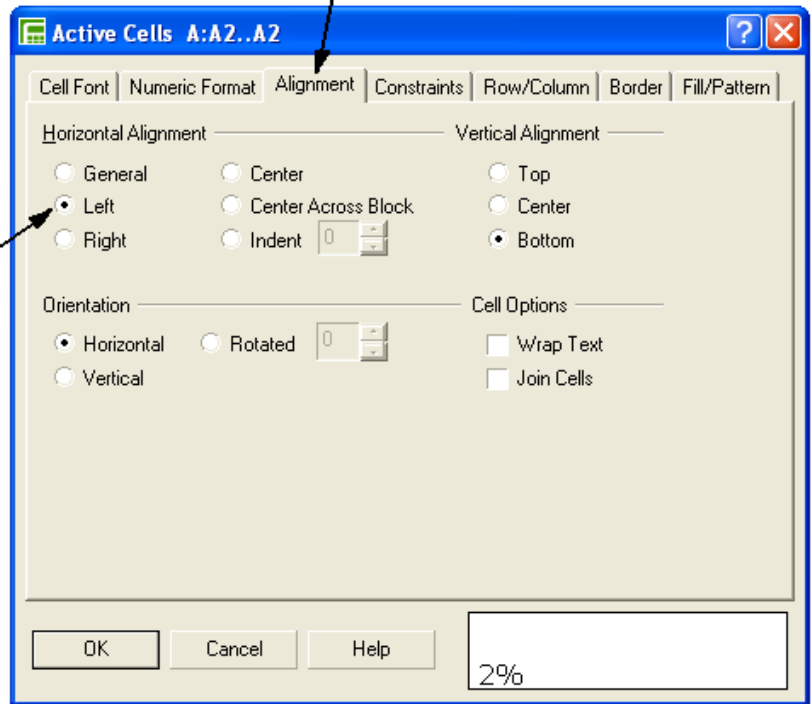 Active Cells A:A2..A2
Cell Font Numeric Format Alignment Constraints Row/Column Border Fill/Pattern
Horizontal Alignment
General
Left
Right
Center
Center Across Block
Indent 0
Vertical Alignment
Top
Center
Bottom
Orientation
Horizontal
Vertical
Rotated 0
Cell Options
Wrap Text
Join Cells
OK Cancel Help
2%